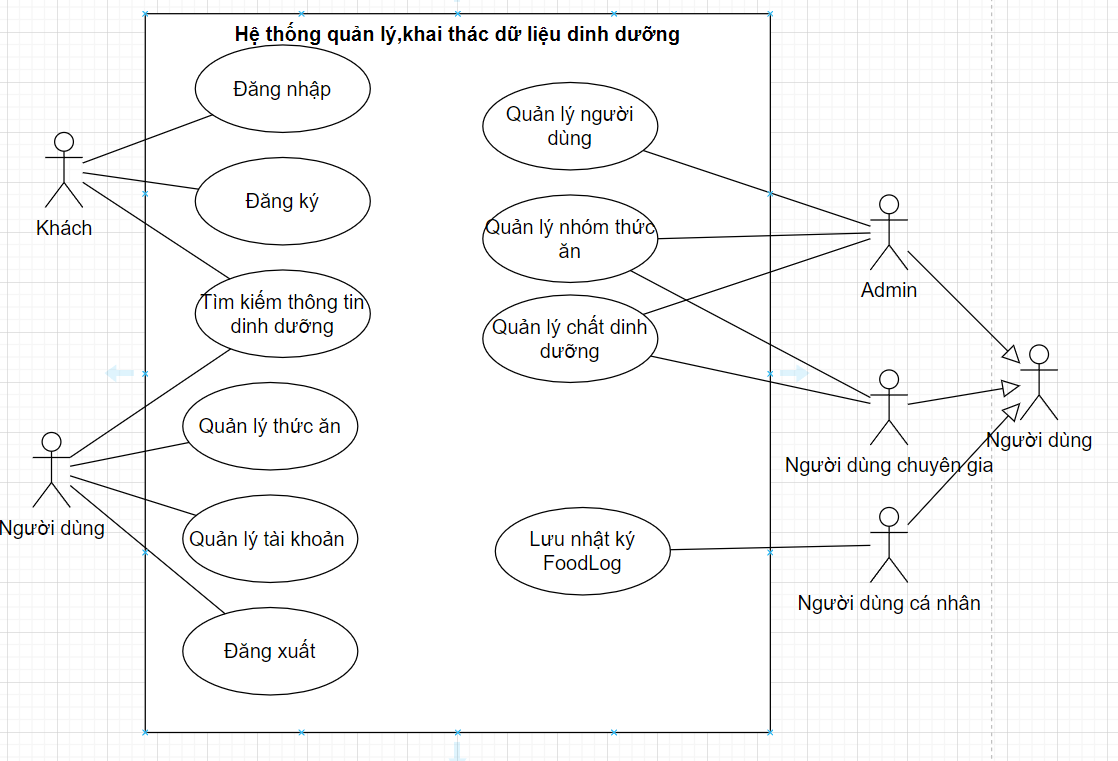 Hệ thống quản lý,khai thác dữ liệu dinh dưỡng
Đăng nhập
Đăng ký
Tìm kiếm thông tin
dinh dưỡng
Quản lý thức ăn
Quản lý tài khoản
Đăng xuất
Khách
Người dùng
Quản lý người
dùng
Quản lý nhóm thức
ăn
Quản lý chất dinh
dưỡng
Lưu nhật ký
FoodLog
Admin
Người dùng
Người dùng chuyên gia
Người dùng cá nhân